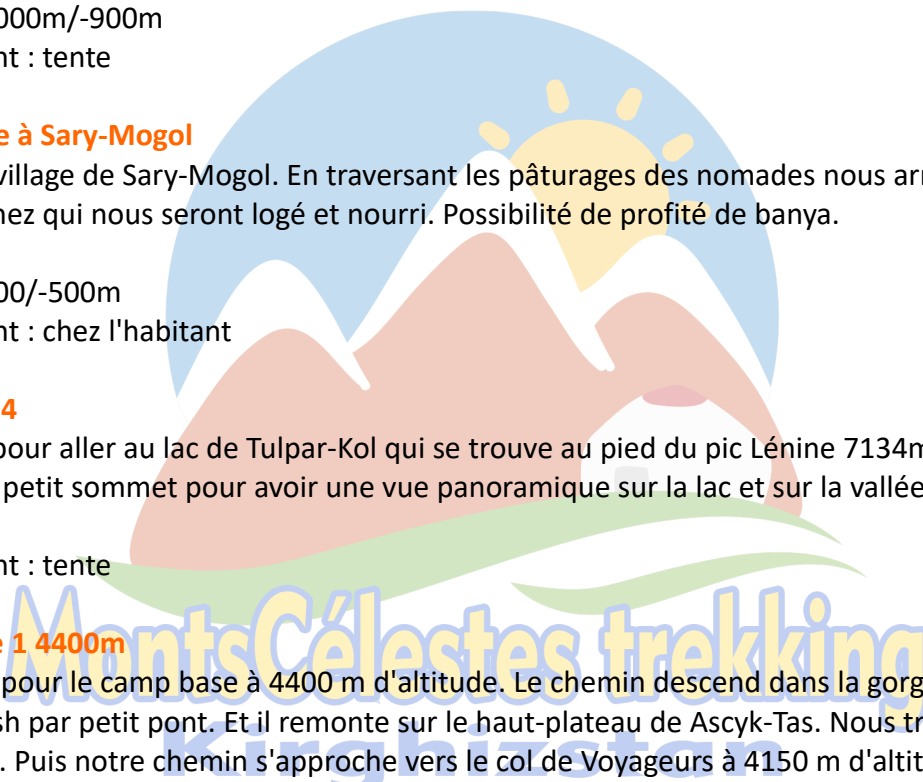 000m/-900m
nt : tente
e à Sary-Mogol
village de Sary-Mogol. En traversant les pâturages des nomades nous arr
hez qui nous seront logé et nourri. Possibilité de profité de banya.
00/-500m
nt : chez l'habitant
4
pour aller au lac de Tulpar-Kol qui se trouve au pied du pic Lénine 7134m
petit sommet pour avoir une vue panoramique sur la lac et sur la vallée
nt : tente
MontsCélestes trekking
e 1 4400m
pour le camp base à 4400 m d'altitude. Le chemin descend dans la gorg
sh par petit pont. Et il remonte sur le haut-plateau de Ascyk-Tas. Nous tr
Kirghizstan
. Puis notre chemin s'approche vers le col de Voyageurs à 4150 m d'altit